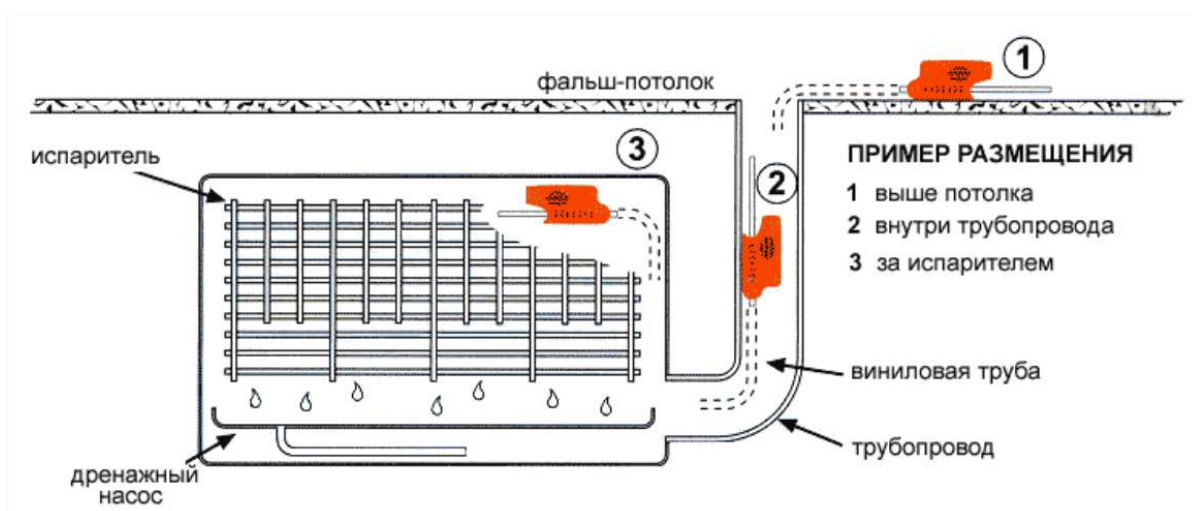 1
фальш-потолок
испаритель
3
2
ПРИМЕР РАЗМЕЩЕНИЯ
1 выше потолка
2 внутри трубопровода
3 за испарителем
виниловая труба
трубопровод
дренажный
насос